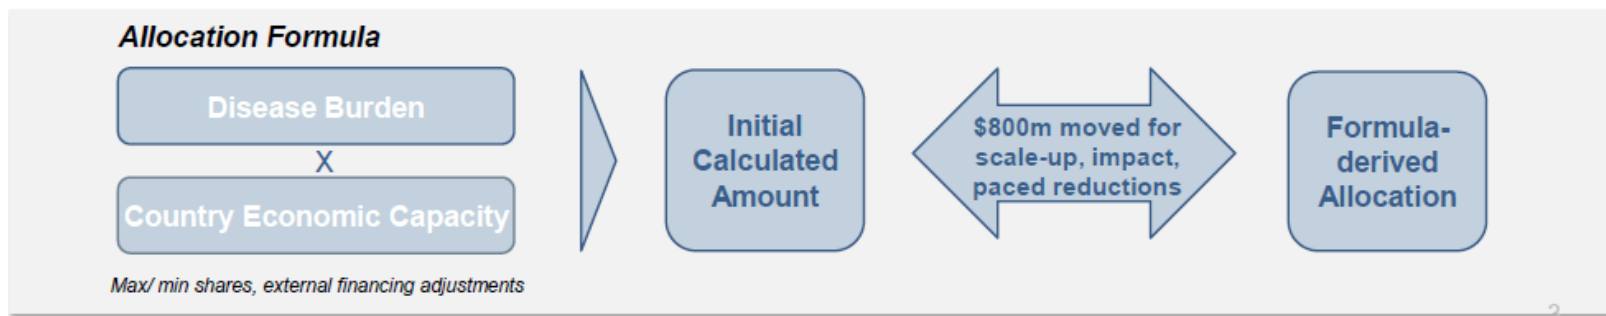 Allocation Formula
Disease Burden
X
Country Economic Capacity
Max/ min shares, external financing adjustments
Initial
Calculated
Amount
$800m moved for
scale-up, impact,
paced reductions
Formula-
derived
Allocation